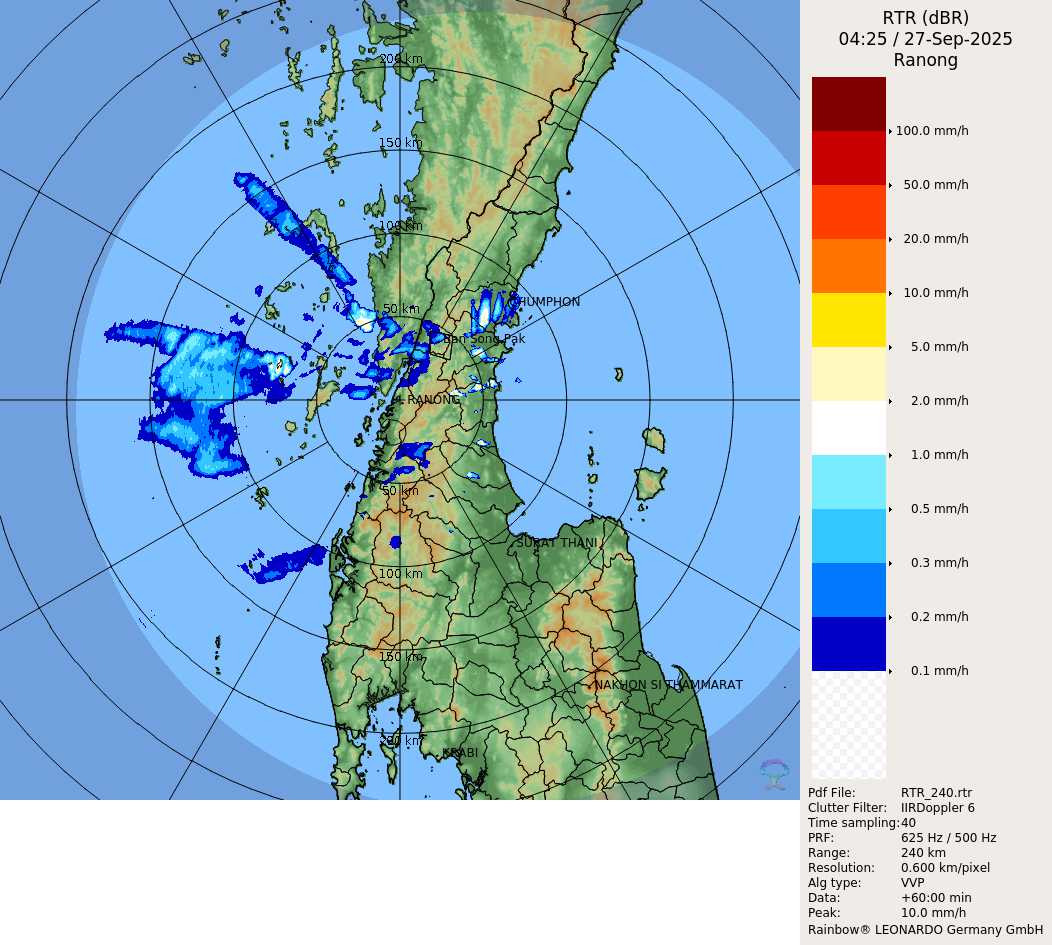 RTR (dBR)
04:25 / 27-Sep-2025
Ranong
200 km
150 km
100 km
50 km
CHUMPHON
Ban Song Pak
RANONG
50 km
SURAT THANI
100 km
150 km
NAKHON SI THAMMARAT
200 km
KRABI
100.0 mm/h
50.0 mm/h
20.0 mm/h
10.0 mm/h
5.0 mm/h
2.0 mm/h
1.0 mm/h
0.5 mm/h
0.3 mm/h
0.2 mm/h
0.1 mm/h
Pdf File: RTR_240.rtr
Clutter Filter: IIRDoppler 6
Time sampling:40
PRF: 625 Hz / 500 Hz
Range: 240 km
Resolution: 0.600 km/pixel
Alg type: VVP
Data: +60:00 min
Peak: 10.0 mm/h
Rainbow® LEONARDO Germany GmbH